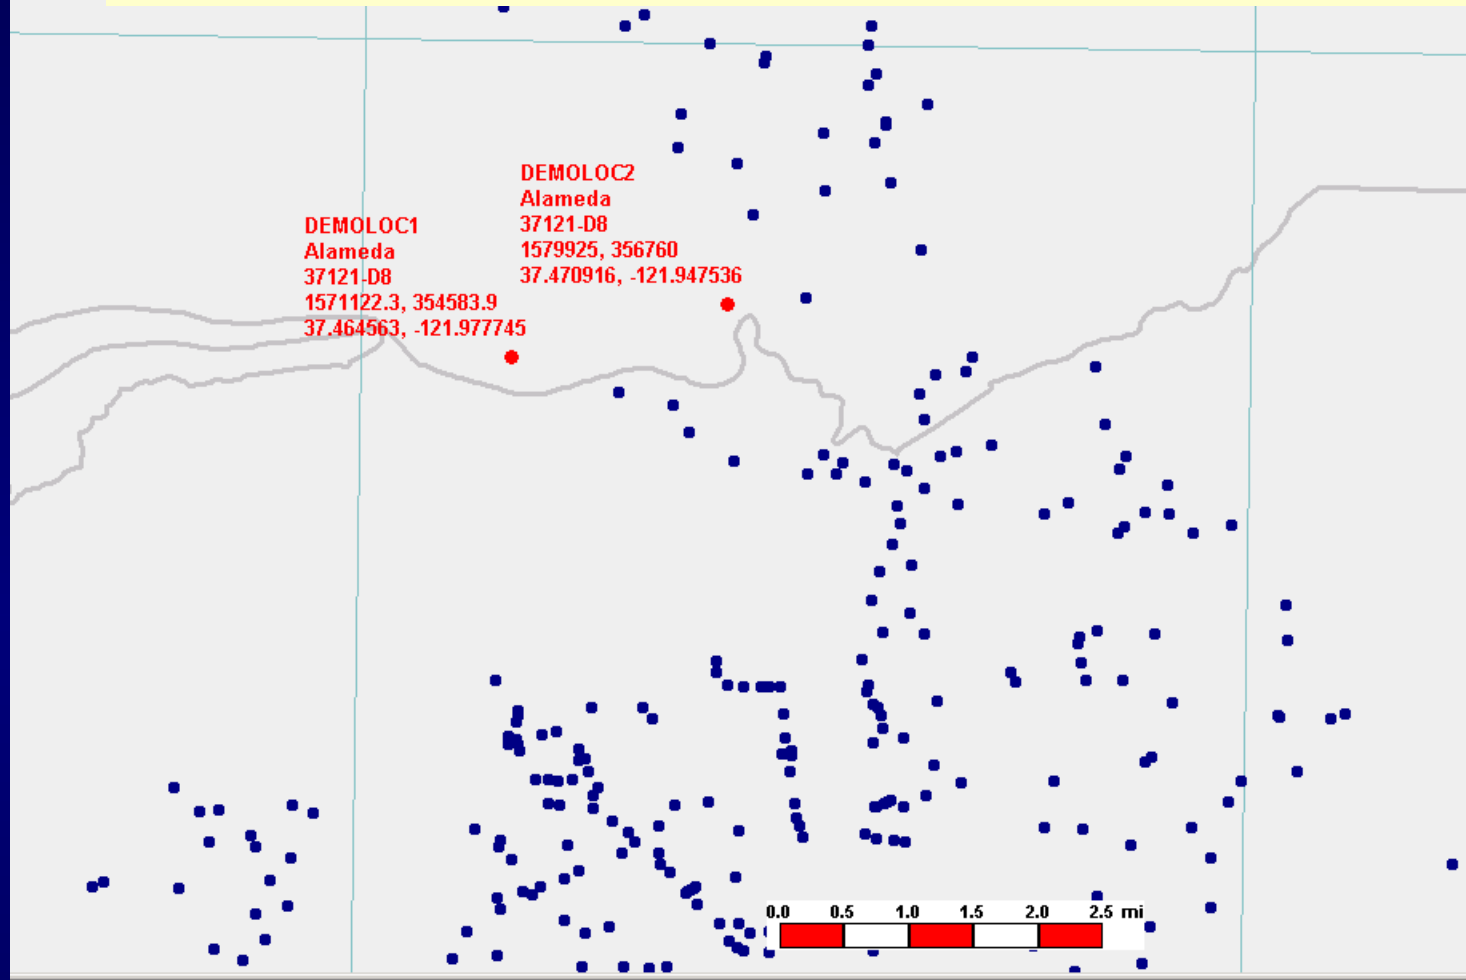 DEMOLOC2
Alameda
37121-D8
1579925, 356760
37.470916, -121.947536
DEMOLOC1
Alameda
37121-D8
1571122.3, 354583.9
37.464563, -121.977745
0.0 0.5 1.0 1.5 2.0 2.5 mi